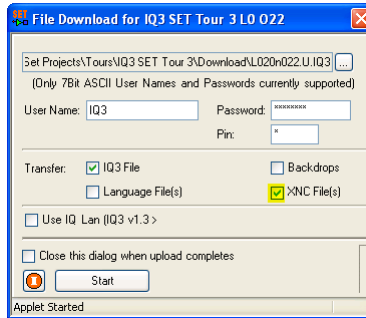 SET File Download for IQ3 SET Tour 3 L0 O22
Set Projects\Tours\IQ3 SET Tour 3\Download\L020n022.U.IQ3 ...
(Only 7Bit ASCII User Names and Passwords currently supported)
User Name: IQ3 Password: ********
Pin: *
Transfer: IQ3 File Backdrops
Language File(s) XNC File(s)
Use IQ Lan (IQ3 v1.3 >
Close this dialog when upload completes
Start
Applet Started